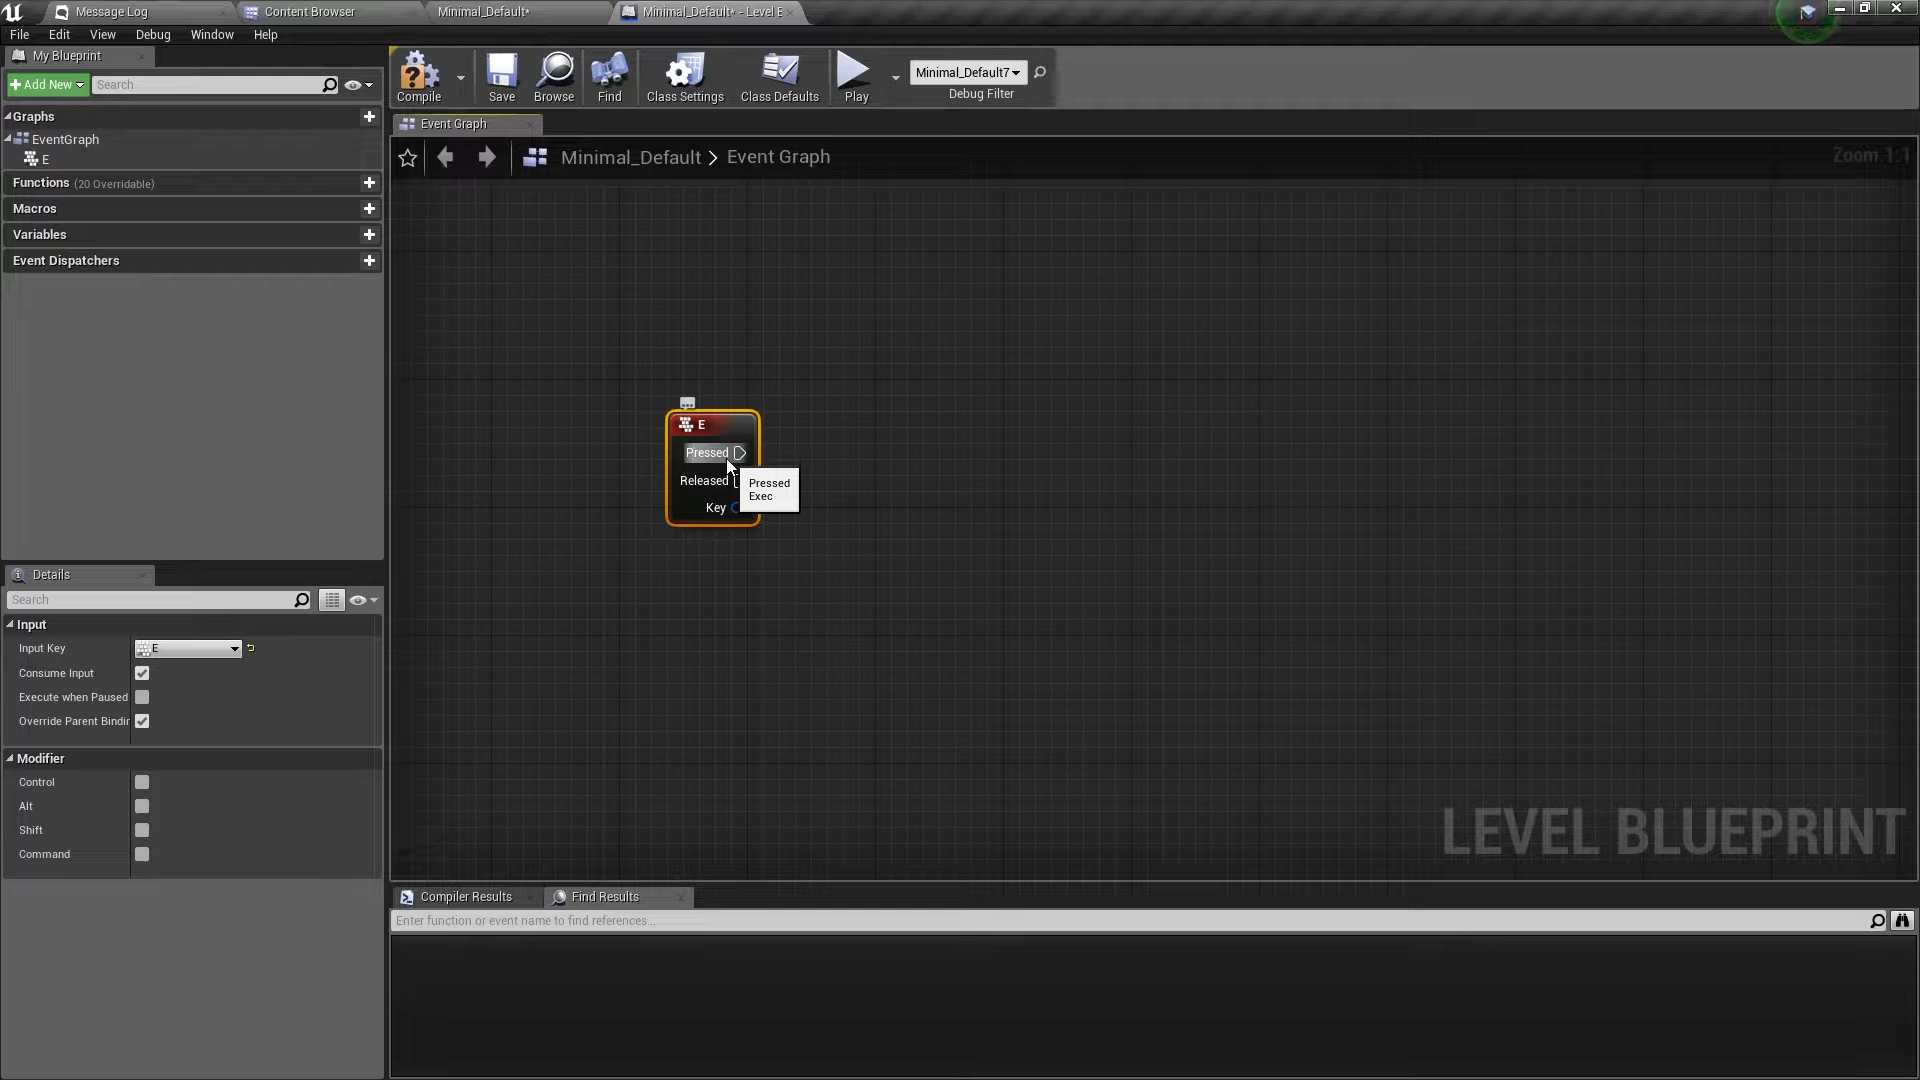 Message Log
Content Browser
Minimal_Default*
Minimal_Default* - Level E
File
Edit
View
Debug
Window
Help
My Blueprint
Add New
Search
Compile
Save
Browse
Find
Class Settings
Class Defaults
Play
Minimal_Default7
Debug Filter
Graphs
EventGraph
E
Functions (20 Overridable)
Macros
Variables
Event Dispatchers
Event Graph
Minimal_Default > Event Graph
Zoom 1:1
E
Pressed
Released
Key
Pressed
Exec
Details
Search
Input
Input Key
E
Consume Input
Execute when Paused
Override Parent Bindin
Modifier
Control
Alt
Shift
Command
LEVEL BLUEPRINT
Compiler Results
Find Results
Enter function or event name to find references...